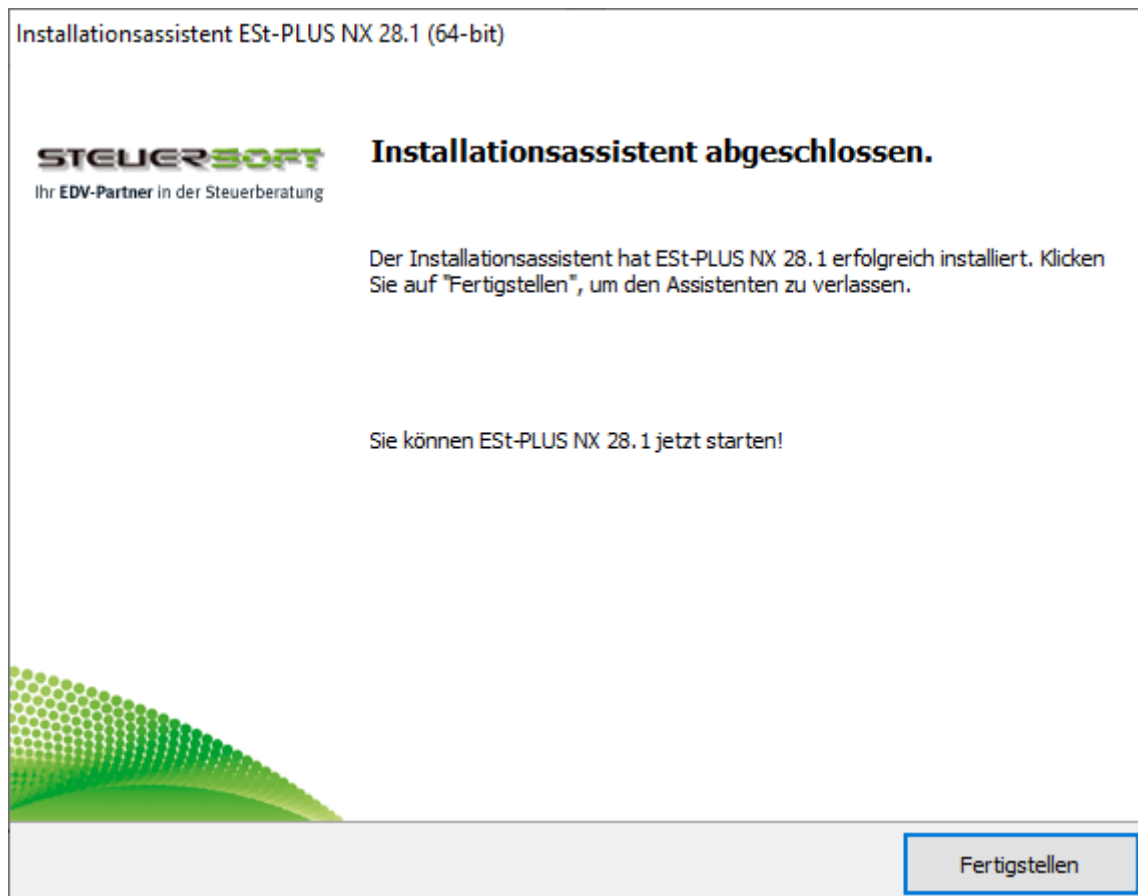 Installationsassistent ESt-PLUS NX 28.1 (64-bit)
STEUERSOFT
Ihr EDV-Partner in der Steuerberatung
Installationsassistent abgeschlossen.
Der Installationsassistent hat ESt-PLUS NX 28.1 erfolgreich installiert. Klicken
Sie auf "Fertigstellen", um den Assistenten zu verlassen.
Sie können ESt-PLUS NX 28.1 jetzt starten!
Fertigstellen